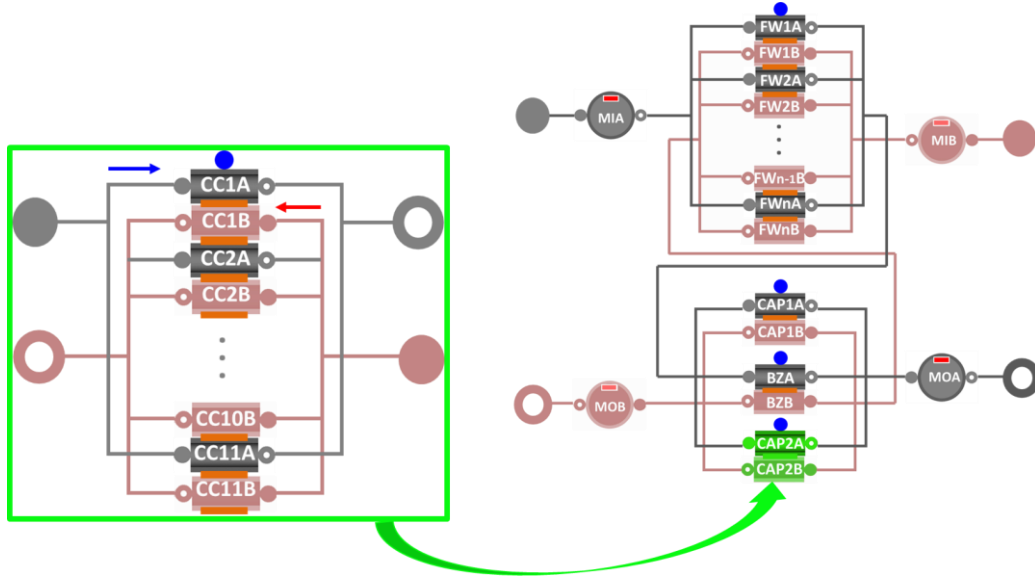 CC1A
CC1B
CC2A
CC2B
CC10B
CC11A
CC11B
FW1A
FW1B
FW2A
FW2B
FWn-1B
FWnA
FWnB
MIA
MIB
CAP1A
CAP1B
BZA
BZB
CAP2A
CAP2B
MOB
MOA